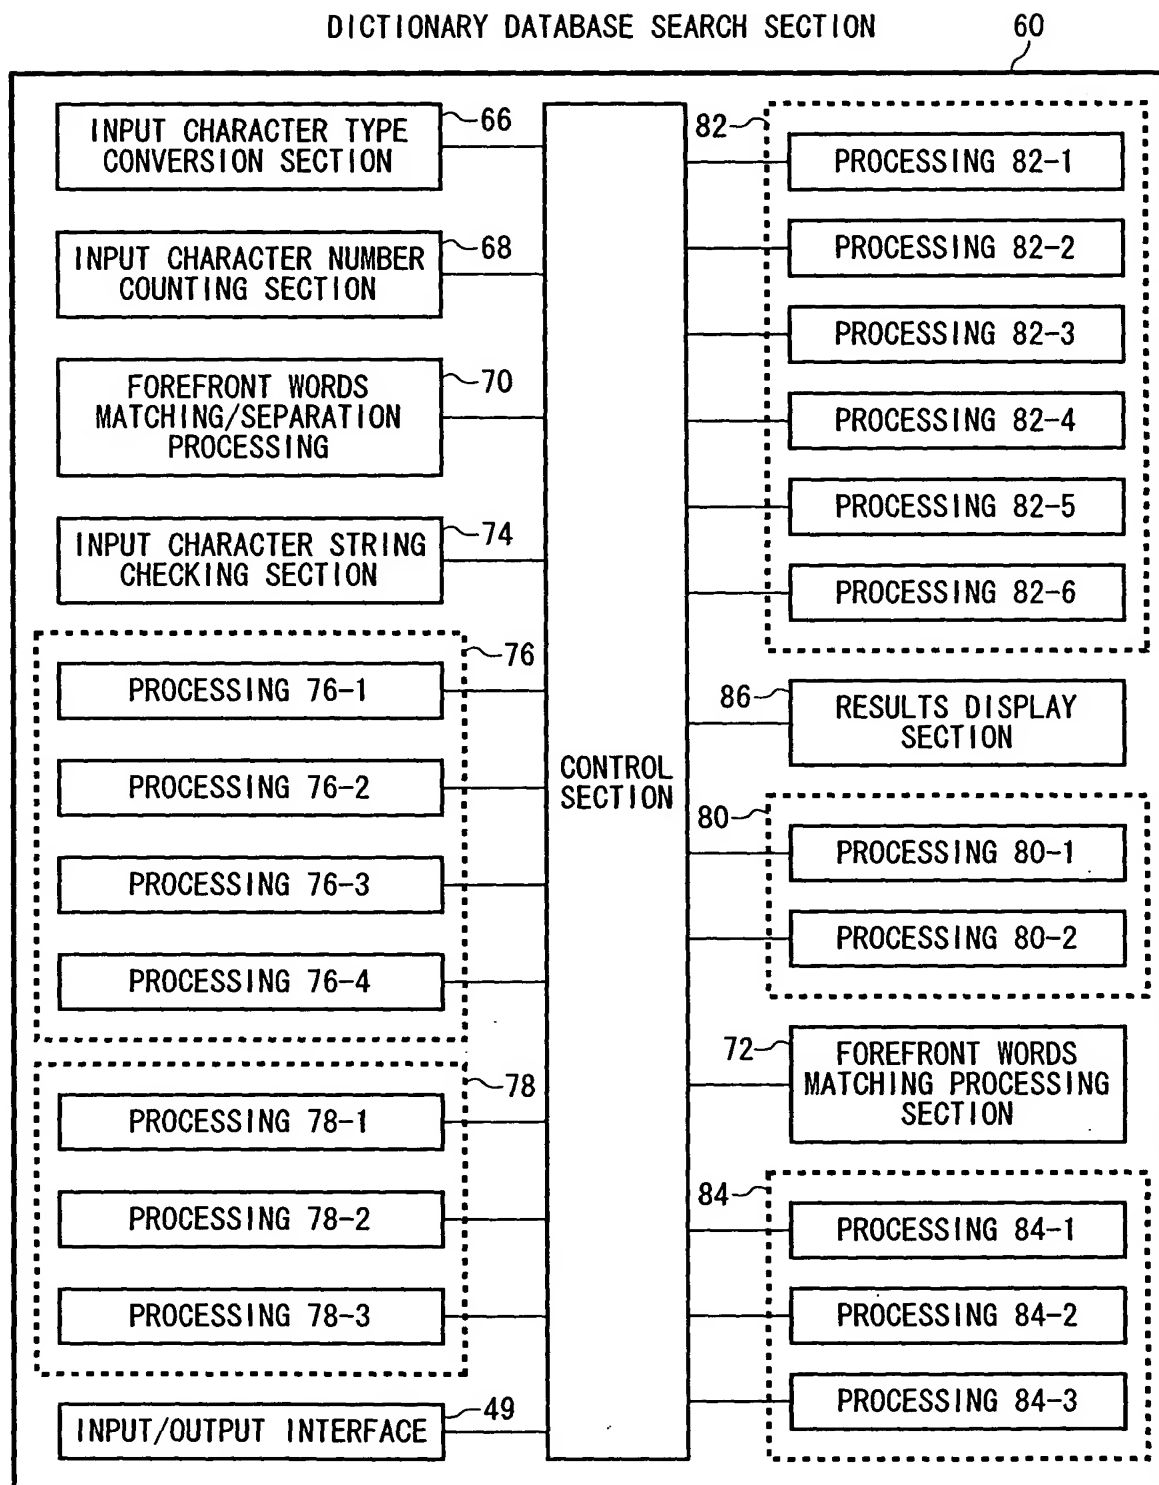 DICTIONARY DATABASE SEARCH SECTION
60
INPUT CHARACTER TYPE
CONVERSION SECTION
66
INPUT CHARACTER NUMBER
COUNTING SECTION
68
FOREFRONT WORDS
MATCHING/SEPARATION
PROCESSING
70
INPUT CHARACTER STRING
CHECKING SECTION
74
76
PROCESSING 76-1
PROCESSING 76-2
PROCESSING 76-3
PROCESSING 76-4
78
PROCESSING 78-1
PROCESSING 78-2
PROCESSING 78-3
INPUT/OUTPUT INTERFACE
49
CONTROL
SECTION
82
PROCESSING 82-1
PROCESSING 82-2
PROCESSING 82-3
PROCESSING 82-4
PROCESSING 82-5
PROCESSING 82-6
86
RESULTS DISPLAY
SECTION
80
PROCESSING 80-1
PROCESSING 80-2
72
FOREFRONT WORDS
MATCHING PROCESSING
SECTION
84
PROCESSING 84-1
PROCESSING 84-2
PROCESSING 84-3